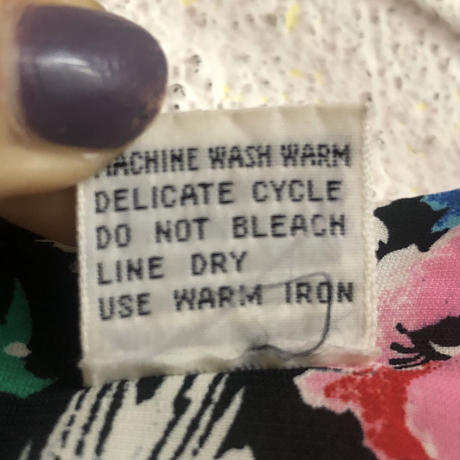 MACHINE WASH WARM
DELICATE CYCLE
DO NOT BLEACH
LINE DRY
USE WARM IRON